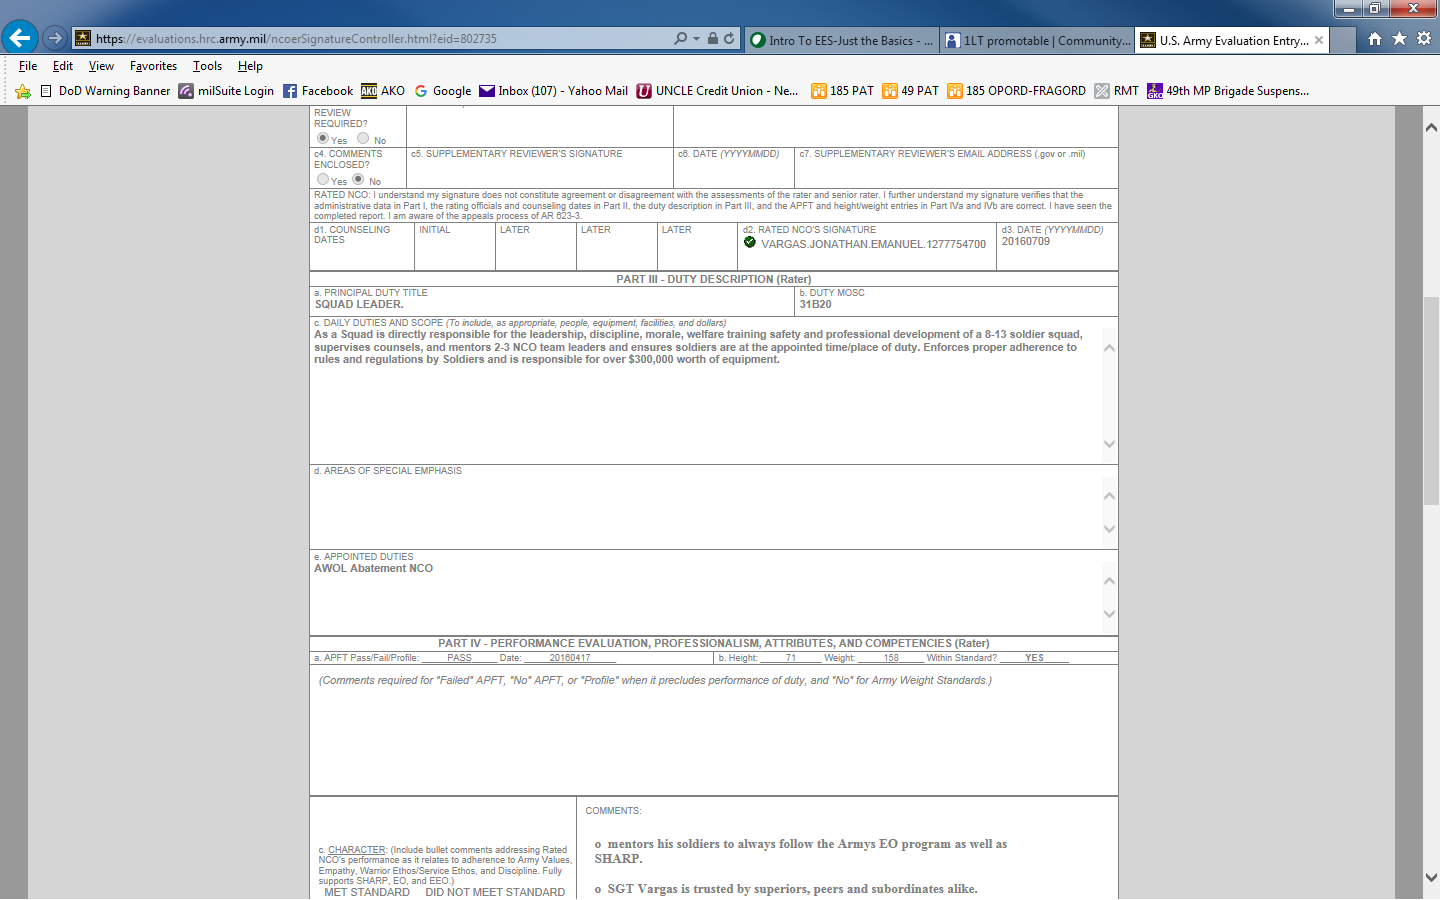 https://evaluations.hrc.army.mil/ncoerSignatureController.html?eid=802735
Intro To EES-Just the Basics - ...
1LT promotable | Community...
U.S. Army Evaluation Entry...
File Edit View Favorites Tools Help
DoD Warning Banner milSuite Login Facebook AKO Google Inbox (107) - Yahoo Mail UNCLE Credit Union - Ne... 185 PAT 49 PAT 185 OPORD-FRAGORD RMT 49th MP Brigade Suspens...
REVIEW
REQUIRED?
Yes No
c4. COMMENTS
ENCLOSED?
Yes No
c5. SUPPLEMENTARY REVIEWER'S SIGNATURE
c6. DATE (YYYYMMDD)
c7. SUPPLEMENTARY REVIEWER'S EMAIL ADDRESS (.gov or .mil)
RATED NCO: I understand my signature does not constitute agreement or disagreement with the assessments of the rater and senior rater. I further understand my signature verifies that the
administrative data in Part I, the rating officials and counseling dates in Part II, the duty description in Part III, and the APFT and height/weight entries in Part IVa and IVb are correct. I have seen the
completed report. I am aware of the appeals process of AR 623-3.
d1. COUNSELING
DATES
INITIAL
LATER
LATER
LATER
d2. RATED NCO'S SIGNATURE
VARGAS.JONATHAN.EMANUEL.1277754700
d3. DATE (YYYYMMDD)
20160709
PART III - DUTY DESCRIPTION (Rater)
a. PRINCIPAL DUTY TITLE
SQUAD LEADER.
b. DUTY MOSC
31B20
c. DAILY DUTIES AND SCOPE (To include, as appropriate, people, equipment, facilities, and dollars)
As a Squad is directly responsible for the leadership, discipline, morale, welfare training safety and professional development of a 8-13 soldier squad,
supervises counsels, and mentors 2-3 NCO team leaders and ensures soldiers are at the appointed time/place of duty. Enforces proper adherence to
rules and regulations by Soldiers and is responsible for over $300,000 worth of equipment.
d. AREAS OF SPECIAL EMPHASIS
e. APPOINTED DUTIES
AWOL Abatement NCO
PART IV - PERFORMANCE EVALUATION, PROFESSIONALISM, ATTRIBUTES, AND COMPETENCIES (Rater)
a. APFT Pass/Fail/Profile: PASS Date: 20160417
b. Height: 71 Weight: 158 Within Standard? YES
(Comments required for "Failed" APFT, "No" APFT, or "Profile" when it precludes performance of duty, and "No" for Army Weight Standards.)
c. CHARACTER: (Include bullet comments addressing Rated
NCO's performance as it relates to adherence to Army Values,
Empathy, Warrior Ethos/Service Ethos, and Discipline. Fully
supports SHARP, EO, and EEO.)
MET STANDARD DID NOT MEET STANDARD
COMMENTS:
o mentors his soldiers to always follow the Armys EO program as well as
SHARP.
o SGT Vargas is trusted by superiors, peers and subordinates alike.